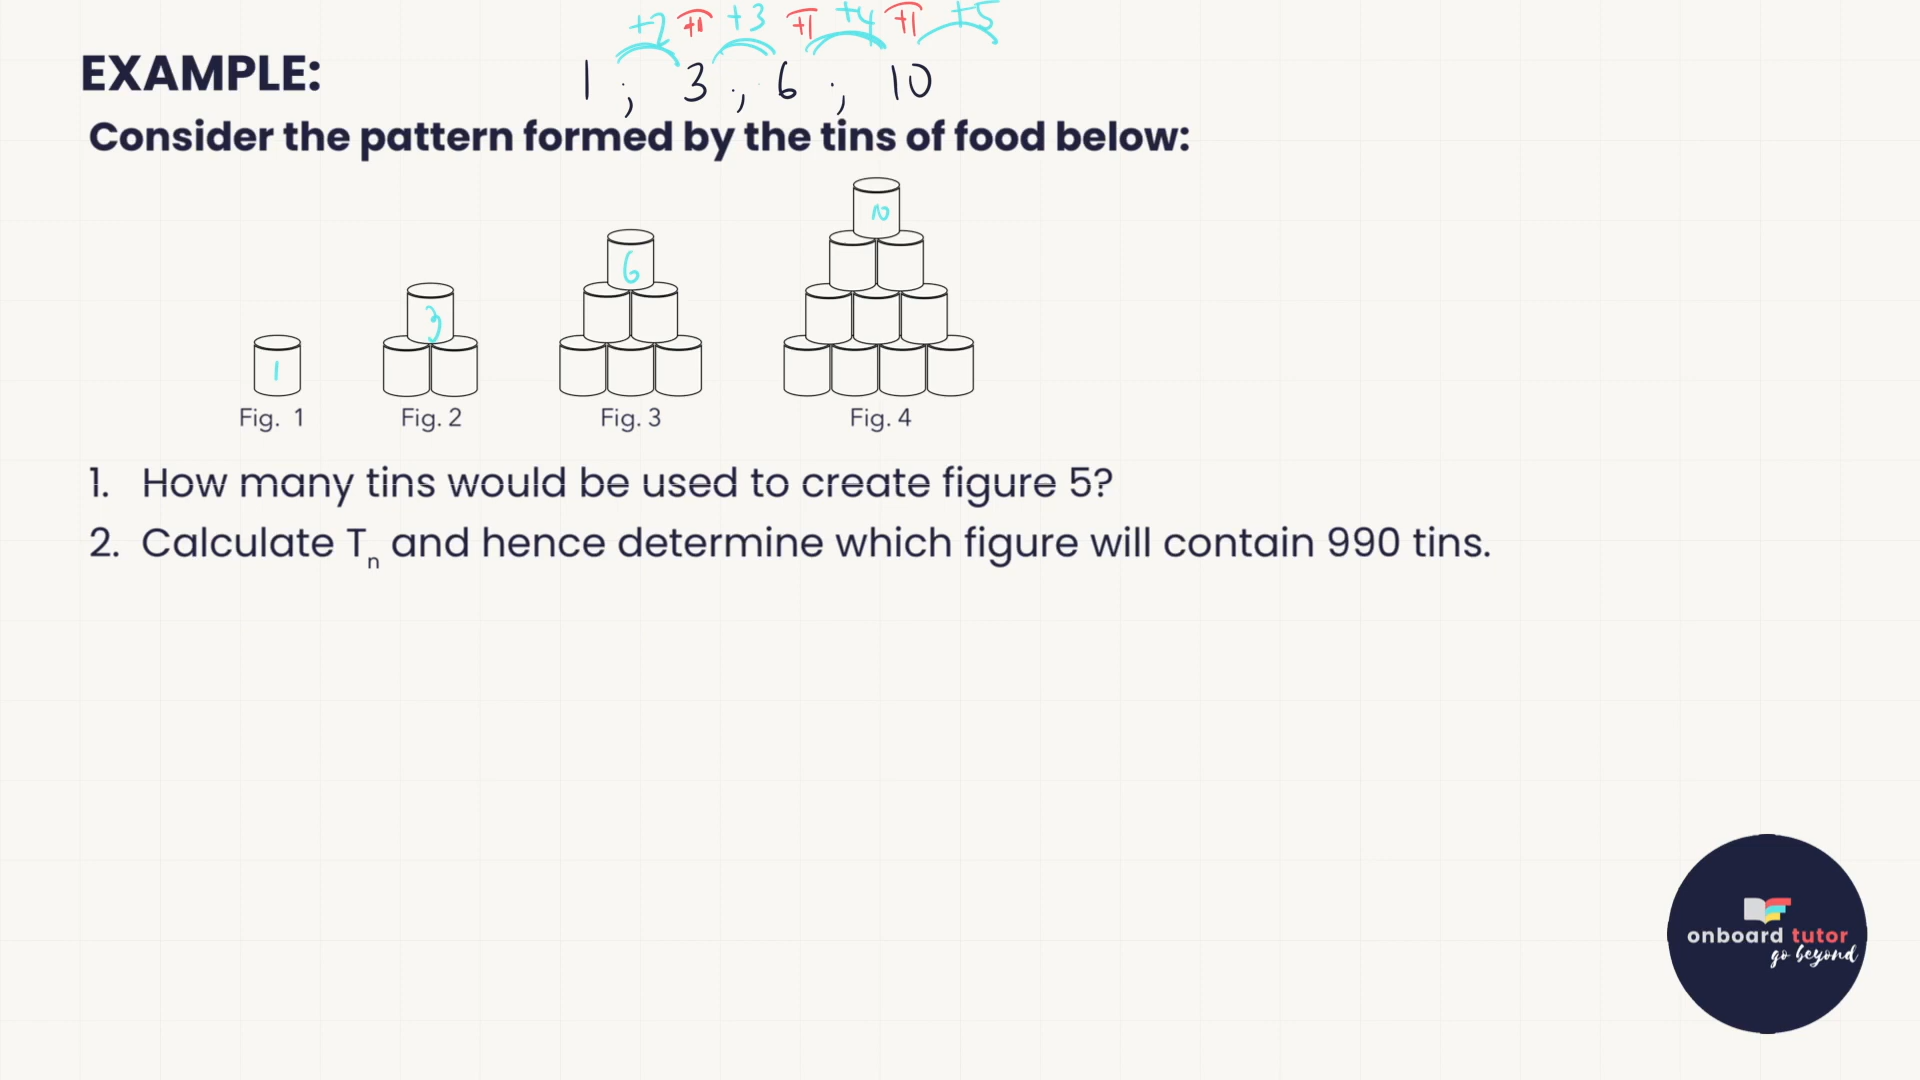 +2 +1 +3 +1 +4 +1 +5
EXAMPLE:
1 ; 3 ; 6 ; 10
Consider the pattern formed by the tins of food below:
1 3 6 10
Fig. 1 Fig. 2 Fig. 3 Fig. 4
1. How many tins would be used to create figure 5?
2. Calculate Tn and hence determine which figure will contain 990 tins.
onboard tutor
go beyond